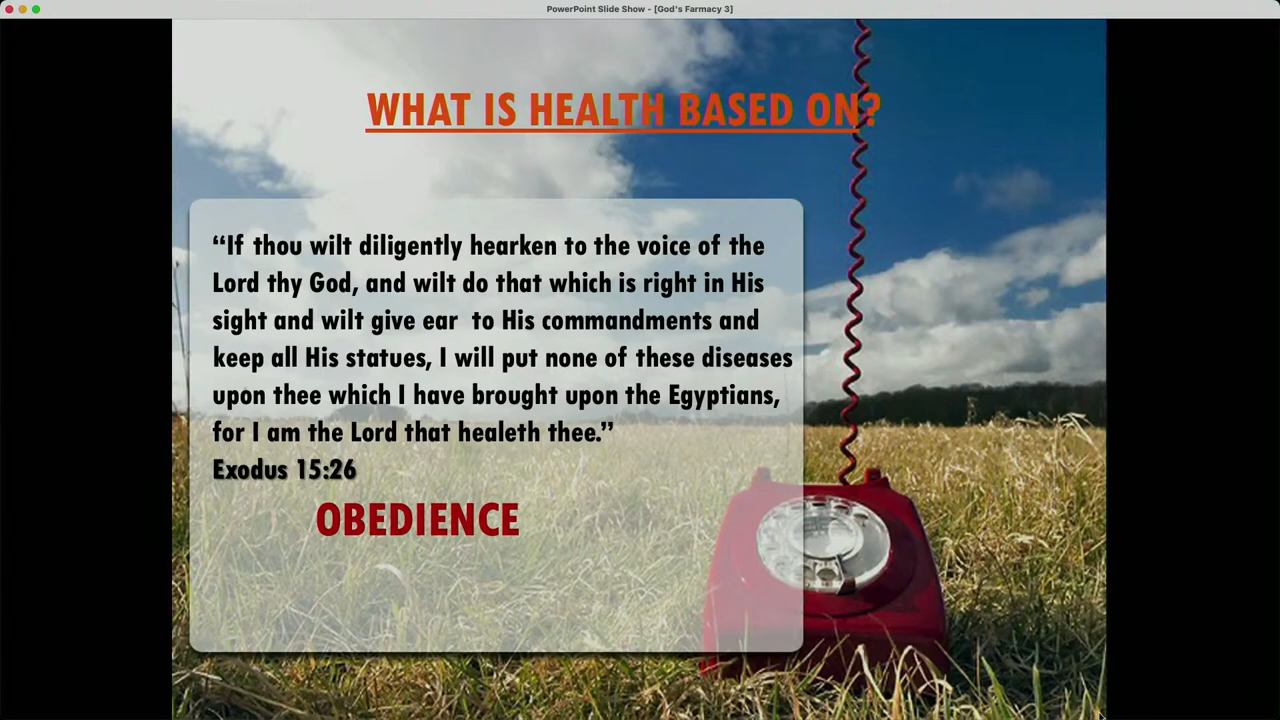 PowerPoint Slide Show - [God's Farmacy 3]
WHAT IS HEALTH BASED ON?
“If thou wilt diligently hearken to the voice of the
Lord thy God, and wilt do that which is right in His
sight and wilt give ear to His commandments and
keep all His statues, I will put none of these diseases
upon thee which I have brought upon the Egyptians,
for I am the Lord that healeth thee.”
Exodus 15:26
OBEDIENCE